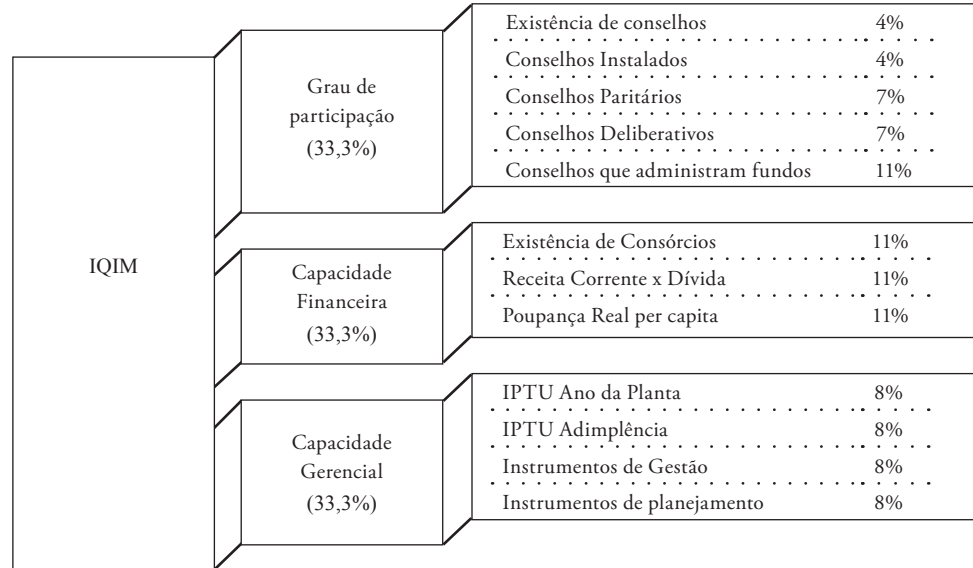 IQIM
Grau de
participação
(33,3%)
Existência de conselhos 4%
Conselhos Instalados 4%
Conselhos Paritários 7%
Conselhos Deliberativos 7%
Conselhos que administram fundos 11%
Capacidade
Financeira
(33,3%)
Existência de Consórcios 11%
Receita Corrente x Dívida 11%
Poupança Real per capita 11%
Capacidade
Gerencial
(33,3%)
IPTU Ano da Planta 8%
IPTU Adimplência 8%
Instrumentos de Gestão 8%
Instrumentos de planejamento 8%